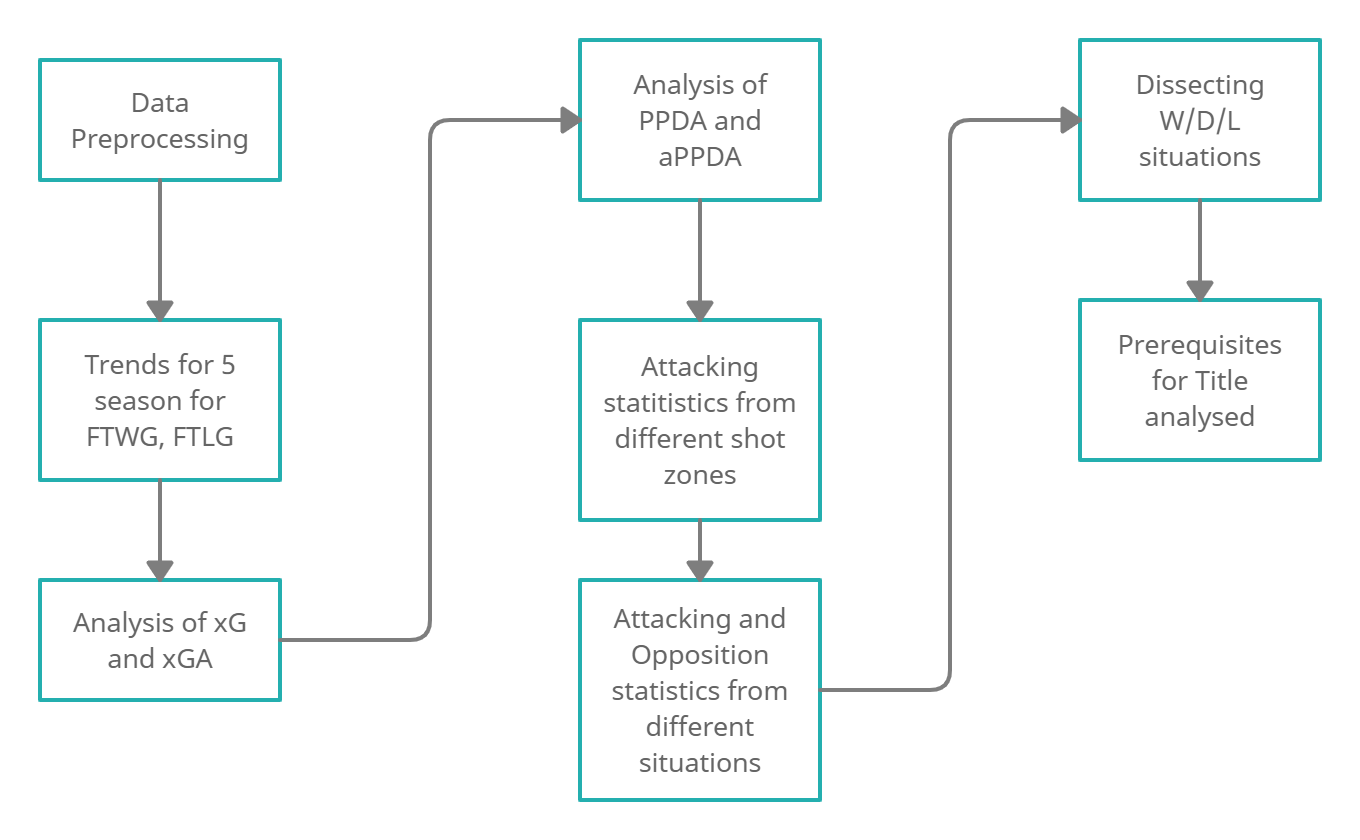 Data
Preprocessing
Trends for 5
season for
FTWG, FTLG
Analysis of xG
and xGA
Analysis of
PPDA and
aPPDA
Attacking
statitistics from
different shot
zones
Attacking and
Opposition
statistics from
different
situations
Dissecting
W/D/L
situations
Prerequisites
for Title
analysed